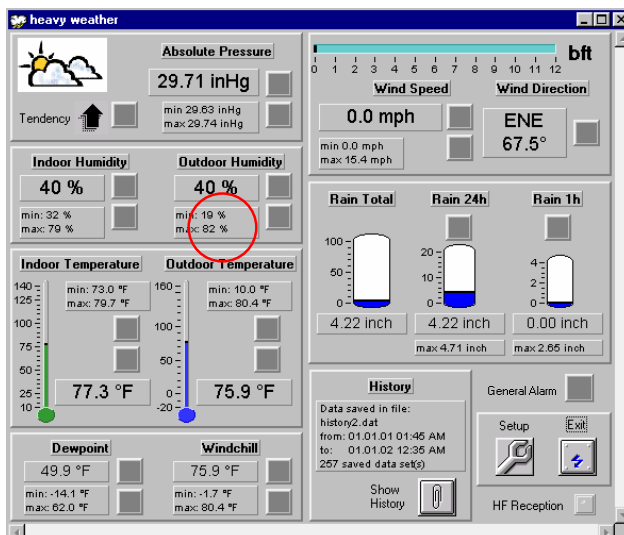 heavy weather
Absolute Pressure
29.71 inHg
Tendency
min 29.63 inHg
max 29.74 inHg
Indoor Humidity
Outdoor Humidity
40 %
40 %
min: 32 %
max: 79 %
min: 19 %
max: 82 %
Indoor Temperature
Outdoor Temperature
140
125
100
75
50
25
10
min: 73.0 °F
max: 79.7 °F
77.3 °F
160
100
50
0
-20
min: 10.0 °F
max: 80.4 °F
75.9 °F
Dewpoint
Windchill
49.9 °F
75.9 °F
min: -14.1 °F
max: 62.0 °F
min: -1.7 °F
max: 80.4 °F
bft
0 1 2 3 4 5 6 7 8 9 10 11 12
Wind Speed
Wind Direction
0.0 mph
min 0.0 mph
max 15.4 mph
ENE
67.5°
Rain Total
Rain 24h
Rain 1h
100
50
0
20
10
0
4
2
0
4.22 inch
4.22 inch
0.00 inch
max 4.71 inch
max 2.65 inch
History
Data saved in file:
history2.dat
from: 01.01.01 01:45 AM
to: 01.01.02 12:35 AM
257 saved data set(s)
Show
History
General Alarm
Setup
Exit
HF Reception